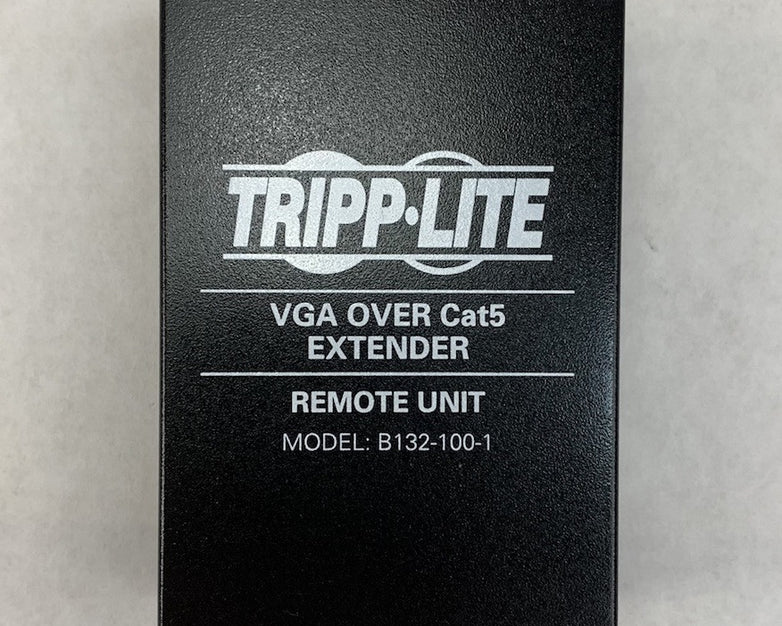 TRIPP·LITE
VGA OVER Cat5
EXTENDER
REMOTE UNIT
MODEL: B132-100-1